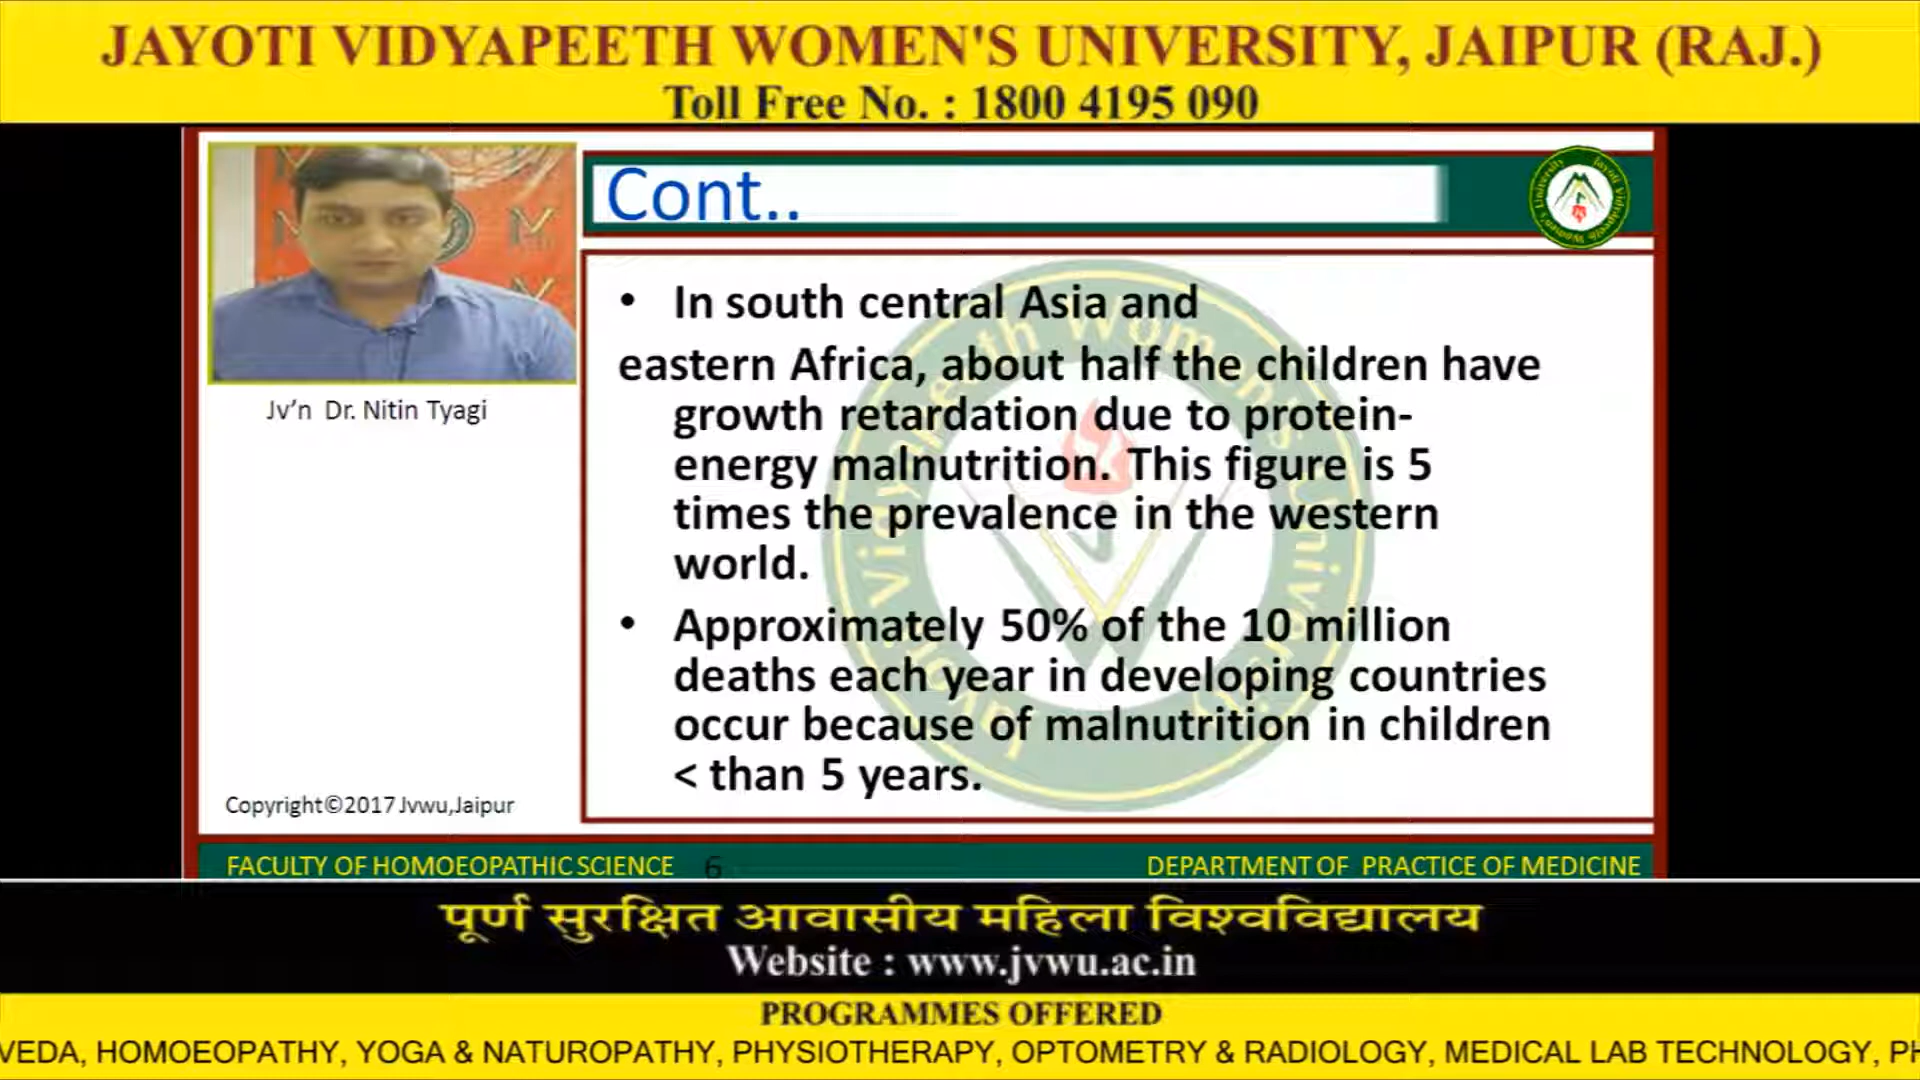 JAYOTI VIDYAPEETH WOMEN'S UNIVERSITY, JAIPUR (RAJ.)
Toll Free No. : 1800 4195 090
Cont..
Jv’n Dr. Nitin Tyagi
• In south central Asia and
eastern Africa, about half the children have
growth retardation due to protein-
energy malnutrition. This figure is 5
times the prevalence in the western
world.
• Approximately 50% of the 10 million
deaths each year in developing countries
occur because of malnutrition in children
< than 5 years.
Copyright©2017 Jvwu,Jaipur
FACULTY OF HOMOEOPATHIC SCIENCE 6 DEPARTMENT OF PRACTICE OF MEDICINE
पूर्ण सुरक्षित आवासीय महिला विश्वविद्यालय
Website : www.jvwu.ac.in
PROGRAMMES OFFERED
VEDA, HOMOEOPATHY, YOGA & NATUROPATHY, PHYSIOTHERAPY, OPTOMETRY & RADIOLOGY, MEDICAL LAB TECHNOLOGY,